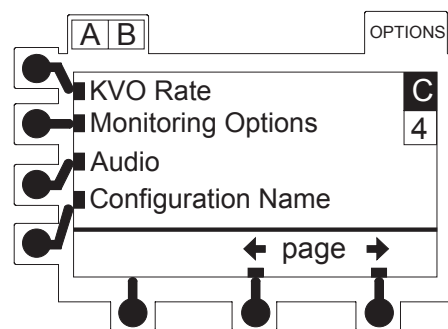 A B
OPTIONS
KVO Rate
C
Monitoring Options
4
Audio
Configuration Name
← page →